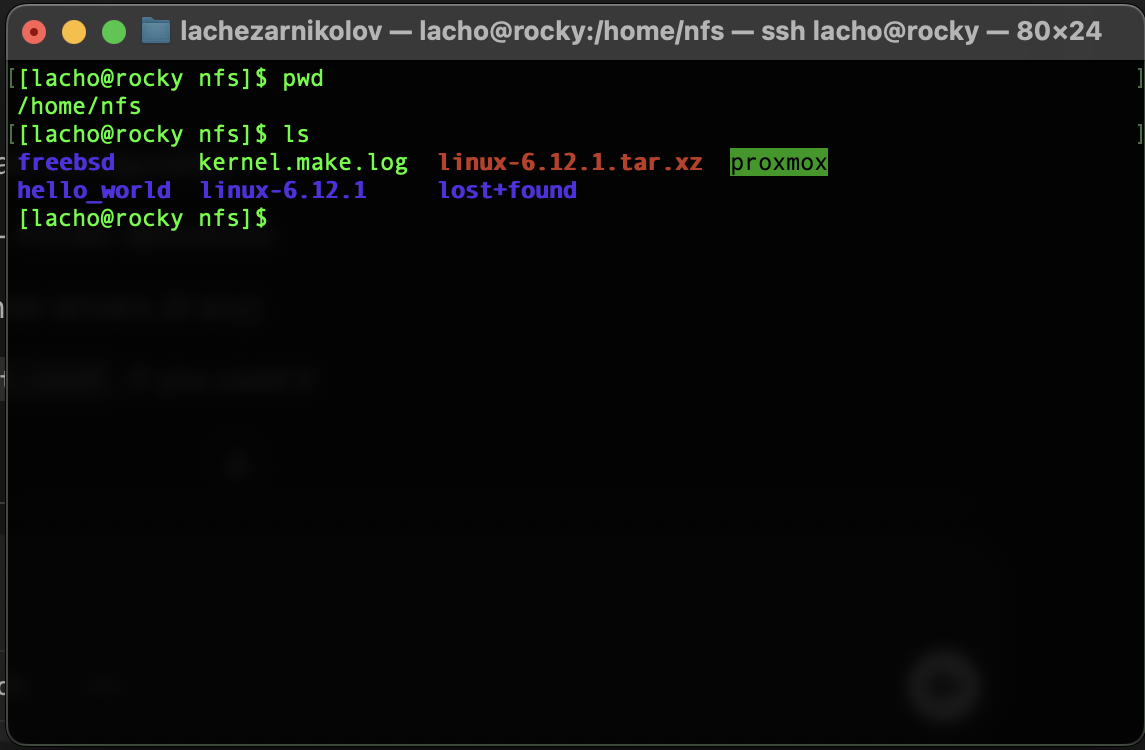 lachezarnikolov — lacho@rocky:/home/nfs — ssh lacho@rocky — 80×24
[[lacho@rocky nfs]$ pwd ]
/home/nfs
[[lacho@rocky nfs]$ ls ]
freebsd kernel.make.log linux-6.12.1.tar.xz proxmox
hello_world linux-6.12.1 lost+found
[lacho@rocky nfs]$